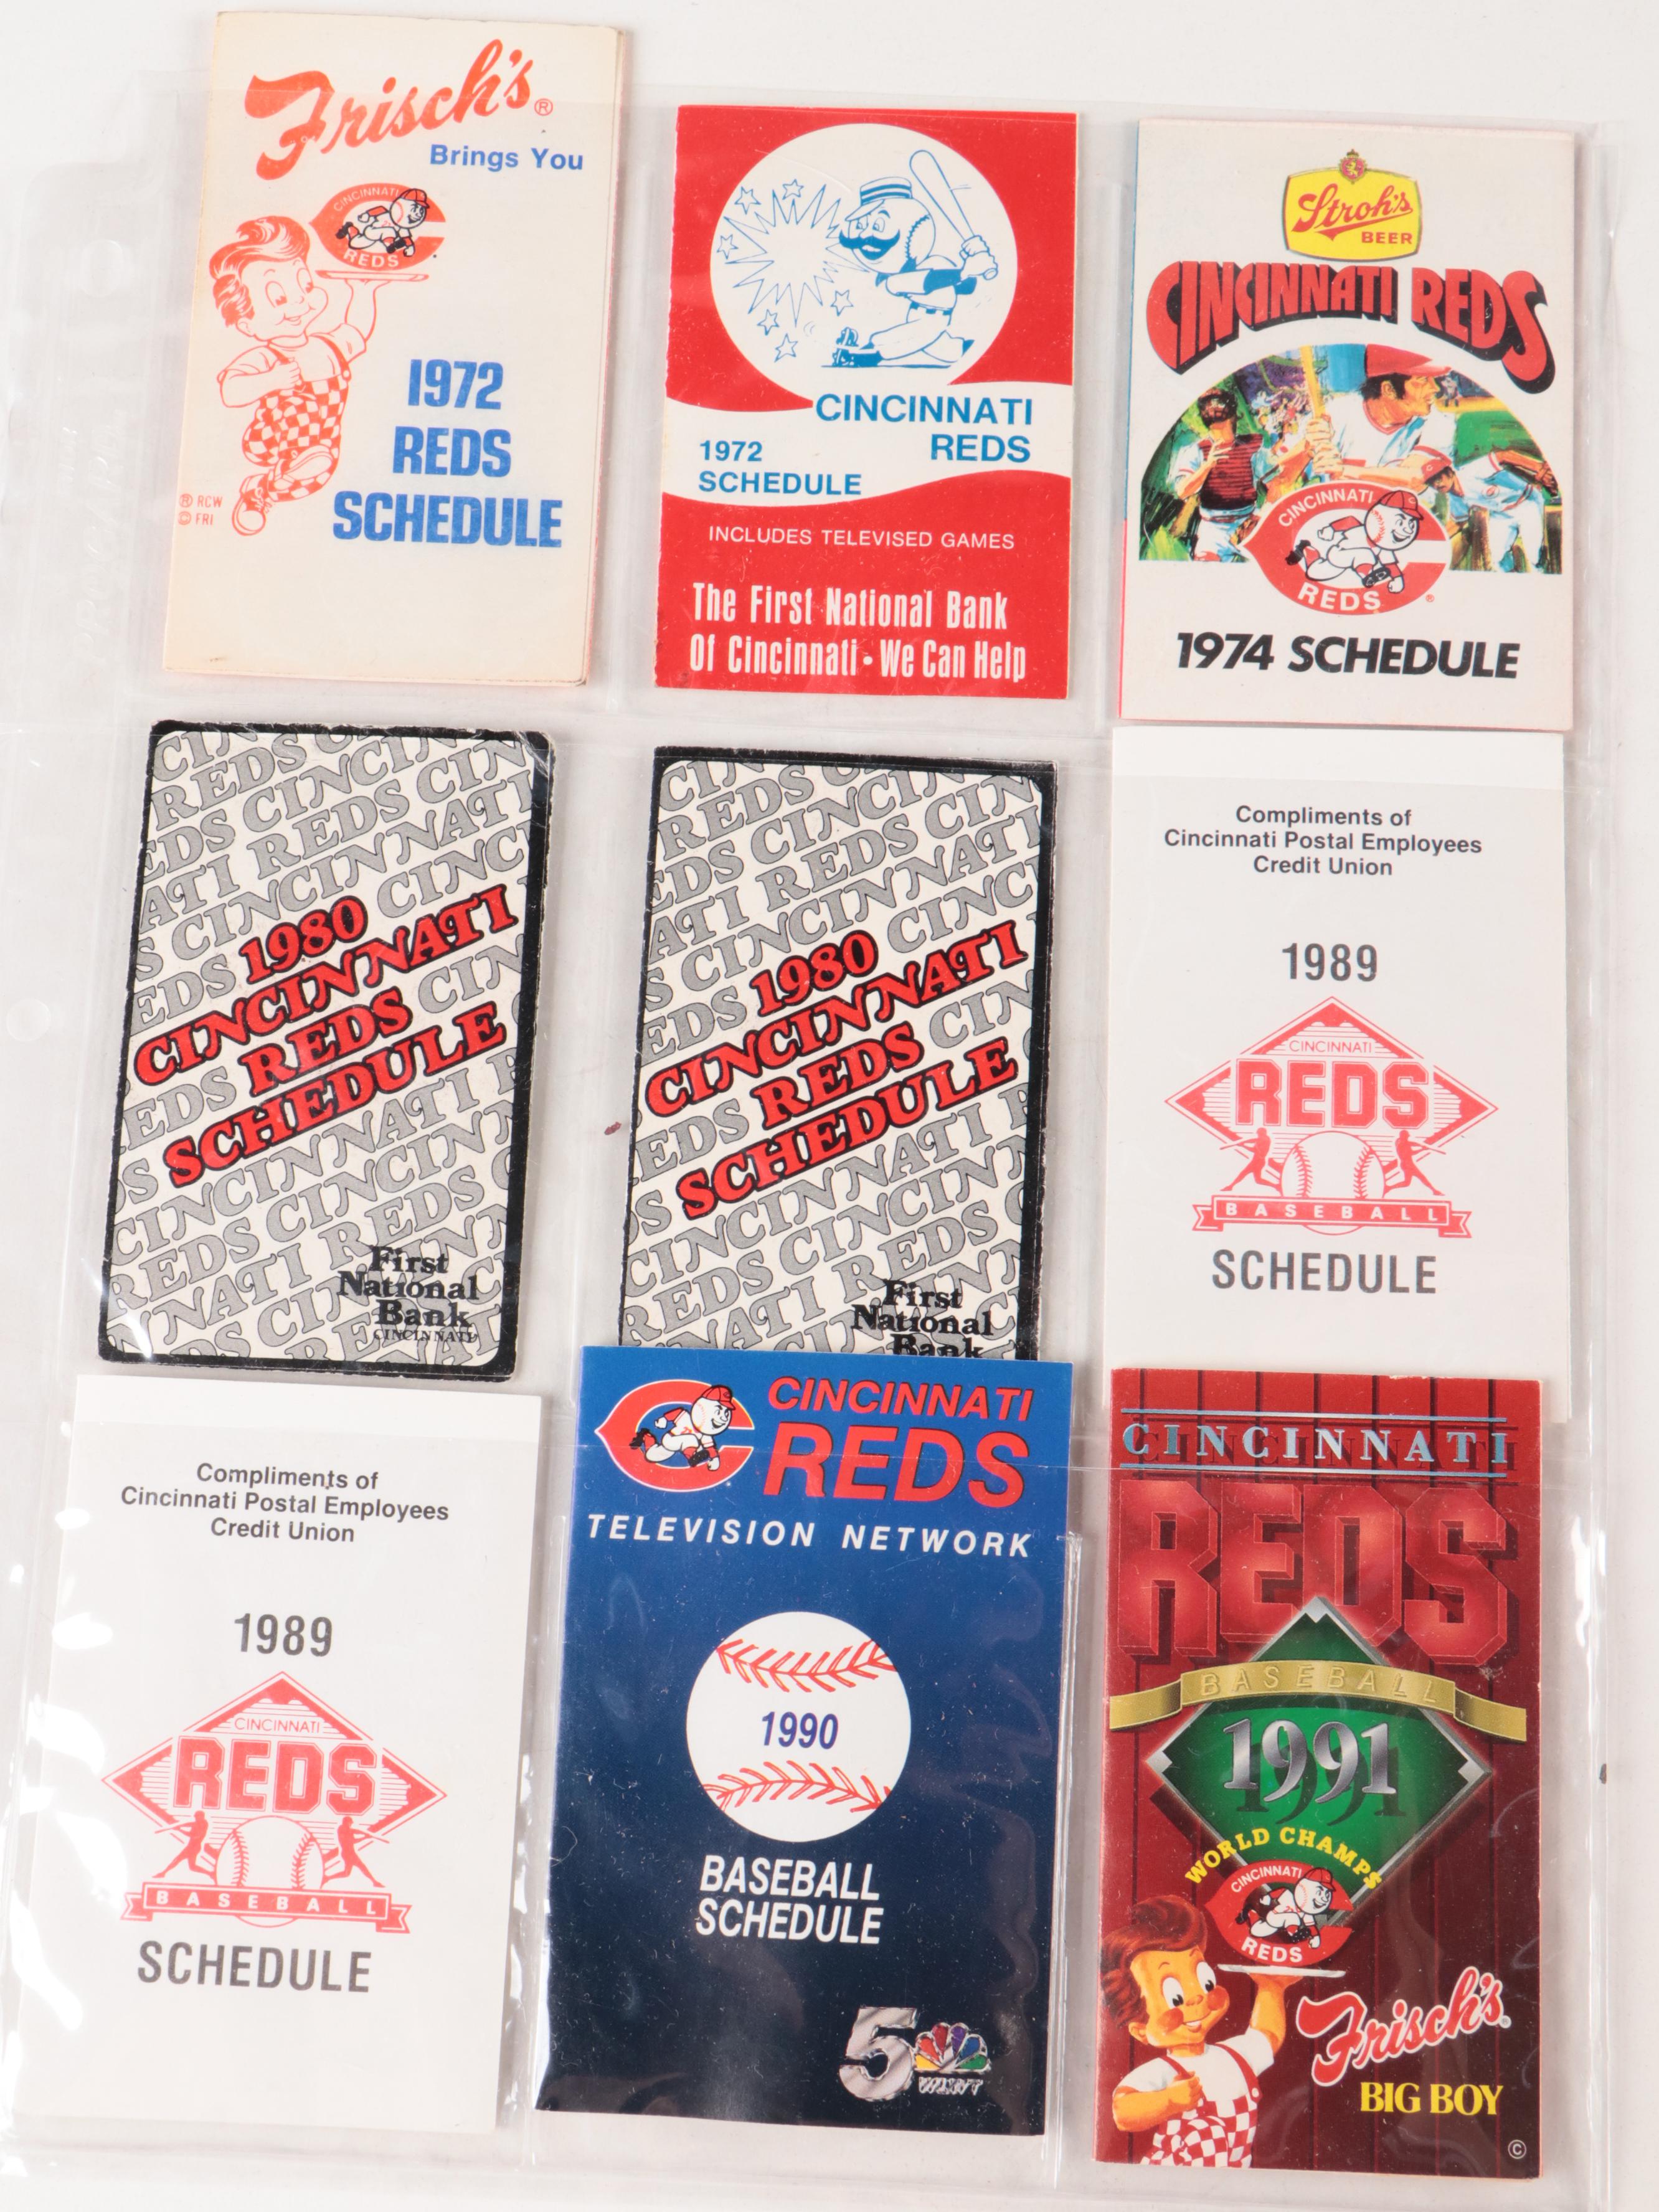 Frisch's®
Brings You
CINCINNATI
REDS
1972
REDS
SCHEDULE
® RCW
© FRI
CINCINNATI
REDS
1972
SCHEDULE
INCLUDES TELEVISED GAMES
The First National Bank
Of Cincinnati • We Can Help
Stroh's
BEER
CINCINNATI REDS
CINCINNATI
REDS®
1974 SCHEDULE
1980
CINCINNATI
REDS
SCHEDULE
First
National
Bank
CINCINNATI
1980
CINCINNATI
REDS
SCHEDULE
First
National
Bank
Compliments of
Cincinnati Postal Employees
Credit Union
1989
CINCINNATI
REDS
BASEBALL
SCHEDULE
Compliments of
Cincinnati Postal Employees
Credit Union
1989
CINCINNATI
REDS
BASEBALL
SCHEDULE
CINCINNATI
REDS
TELEVISION NETWORK
1990
BASEBALL
SCHEDULE
5
WLWT
CINCINNATI
REDS
BASEBALL
1991
WORLD CHAMPS
CINCINNATI
REDS
Frisch's
BIG BOY
©